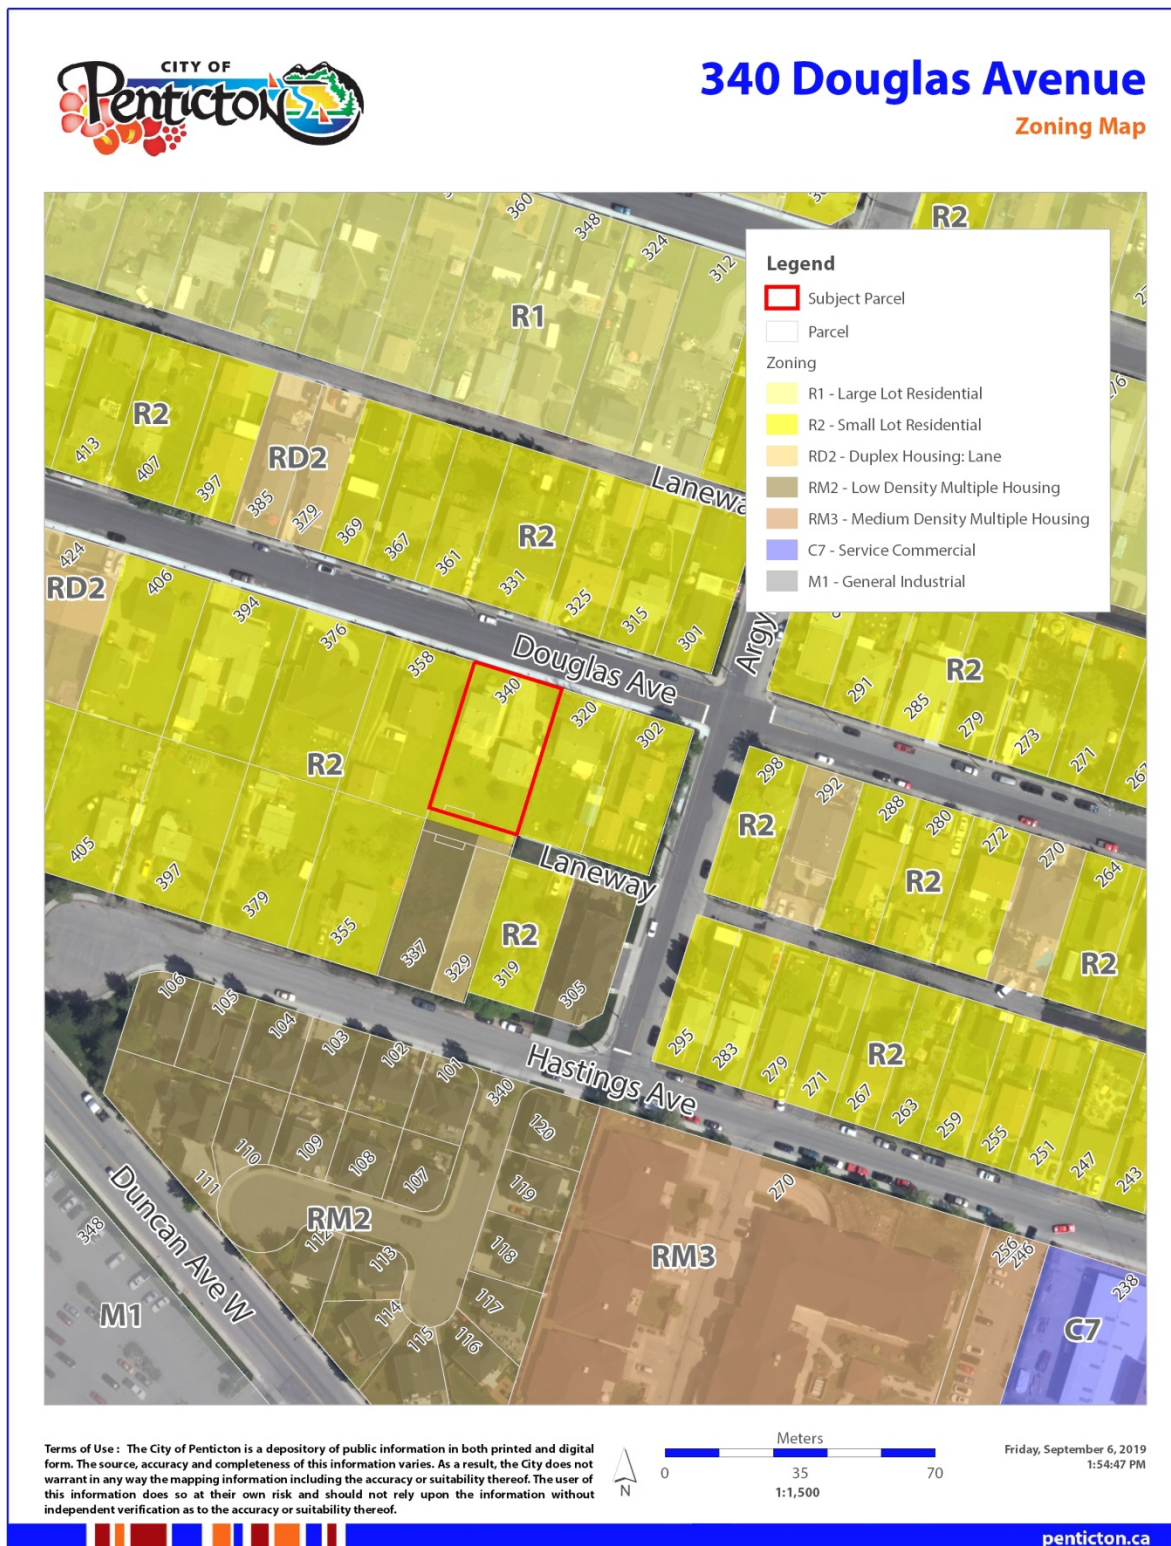 CITY OF
Penticton
340 Douglas Avenue
Zoning Map
360
348
324
312
R1
R2
276
Legend
Subject Parcel
Parcel
Zoning
R1 - Large Lot Residential
R2 - Small Lot Residential
RD2 - Duplex Housing: Lane
RM2 - Low Density Multiple Housing
RM3 - Medium Density Multiple Housing
C7 - Service Commercial
M1 - General Industrial
Laneway
413
R2
407
397
RD2
385
379
369
367
361
R2
331
325
315
301
Argy
424
RD2
406
394
376
358
340
Douglas Ave
320
302
R2
291
R2
285
279
273
271
267
405
397
379
355
337
329
R2
319
305
Laneway
298
R2
292
288
280
272
R2
270
264
R2
295
283
279
271
R2
267
263
259
255
251
247
243
106
105
104
103
102
101
340
Hastings Ave
120
119
118
117
116
115
114
113
112
111
110
109
108
107
RM2
Duncan Ave W
348
M1
270
RM3
256
246
238
C7
Terms of Use : The City of Penticton is a depository of public information in both printed and digital
form. The source, accuracy and completeness of this information varies. As a result, the City does not
warrant in any way the mapping information including the accuracy or suitability thereof. The user of
this information does so at their own risk and should not rely upon the information without
independent verification as to the accuracy or suitability thereof.
N
Meters
0 35 70
1:1,500
Friday, September 6, 2019
1:54:47 PM
penticton.ca